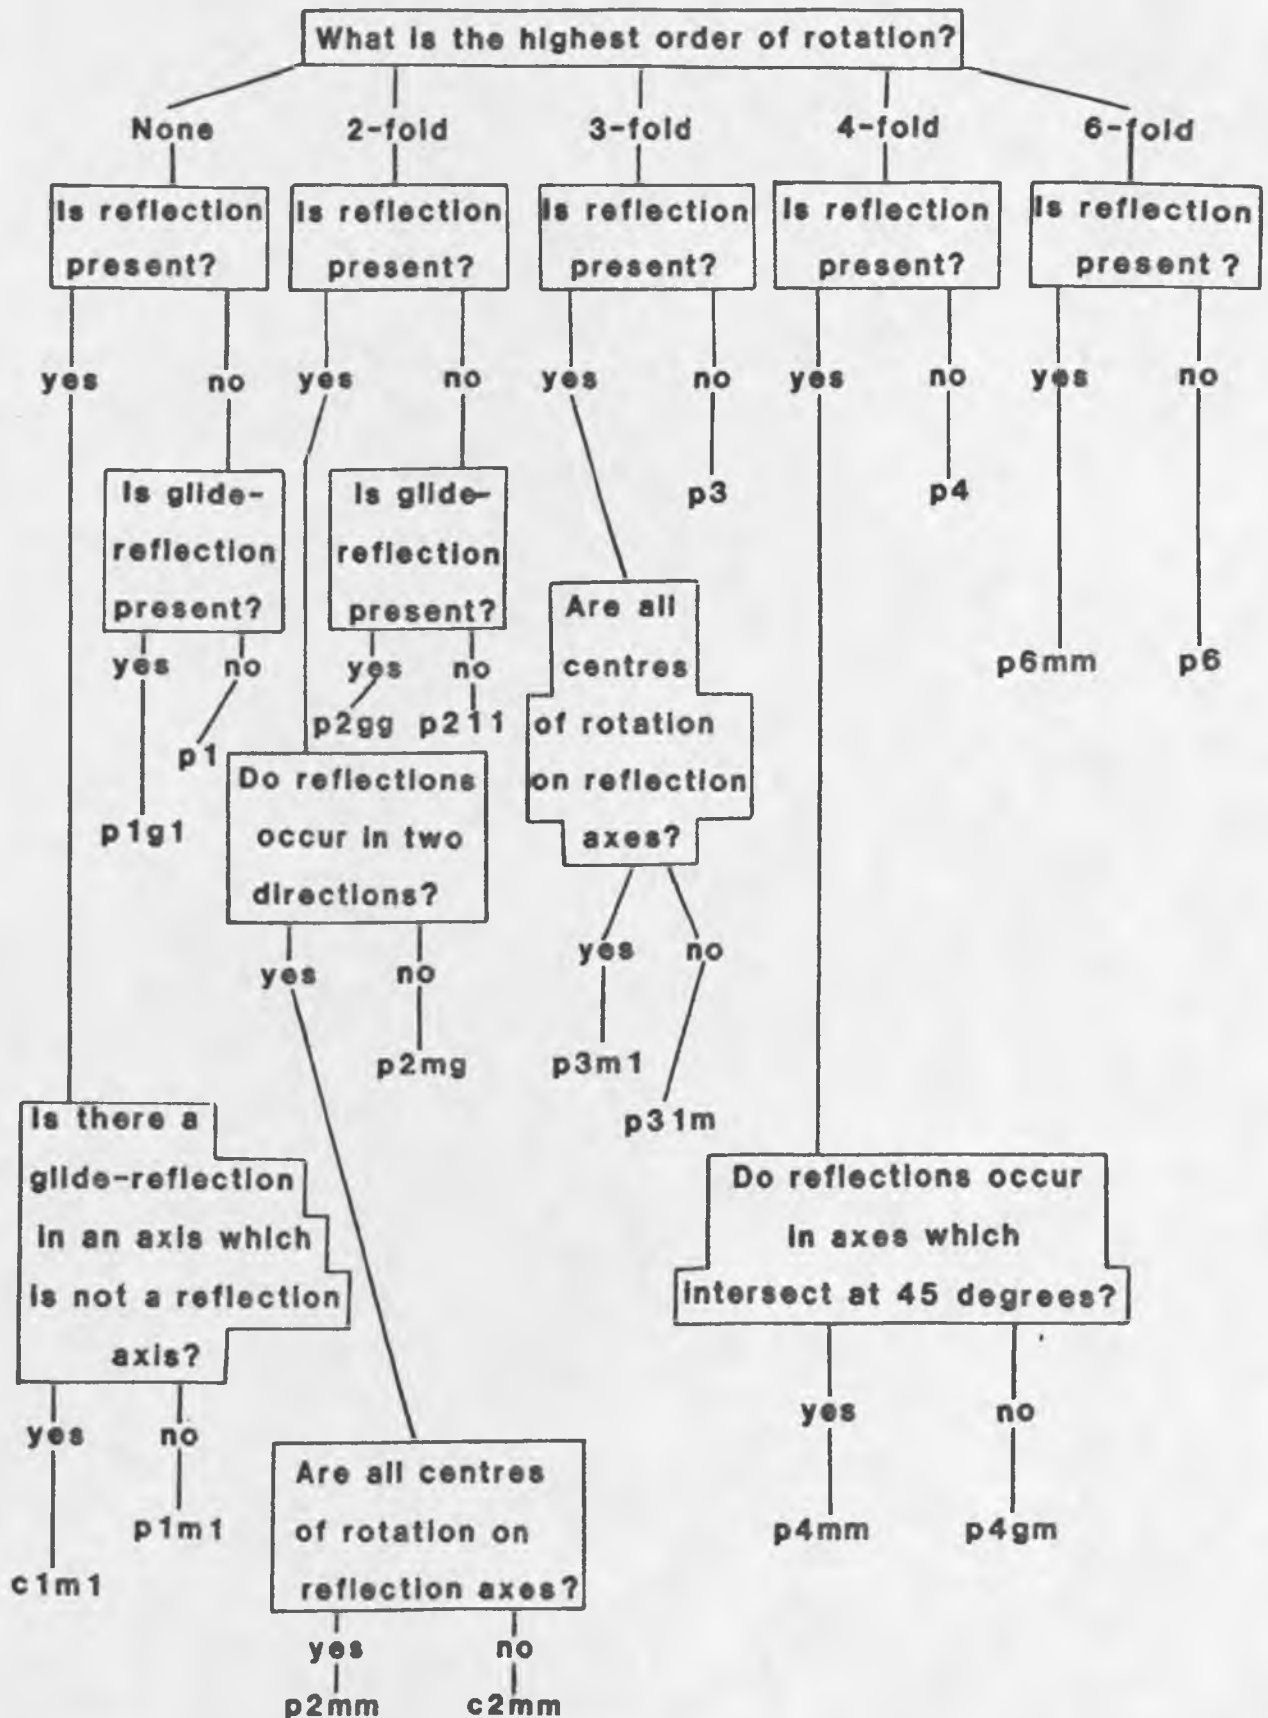 What is the highest order of rotation?
None 2-fold 3-fold 4-fold 6-fold
Is reflection
present?
Is reflection
present?
Is reflection
present?
Is reflection
present?
Is reflection
present?
yes no yes no yes no yes no yes no
Is glide-
reflection
present?
Is glide-
reflection
present?
p3
p4
Are all
centres
of rotation
on reflection
axes?
p6mm p6
yes no
yes no
p2gg p211
p1
p1g1
Do reflections
occur in two
directions?
yes no
yes no
p2mg
p3m1
p31m
Is there a
glide-reflection
in an axis which
is not a reflection
axis?
Do reflections occur
in axes which
intersect at 45 degrees?
yes no
yes no
Are all centres
of rotation on
reflection axes?
p1m1
c1m1
p4mm p4gm
yes no
p2mm c2mm